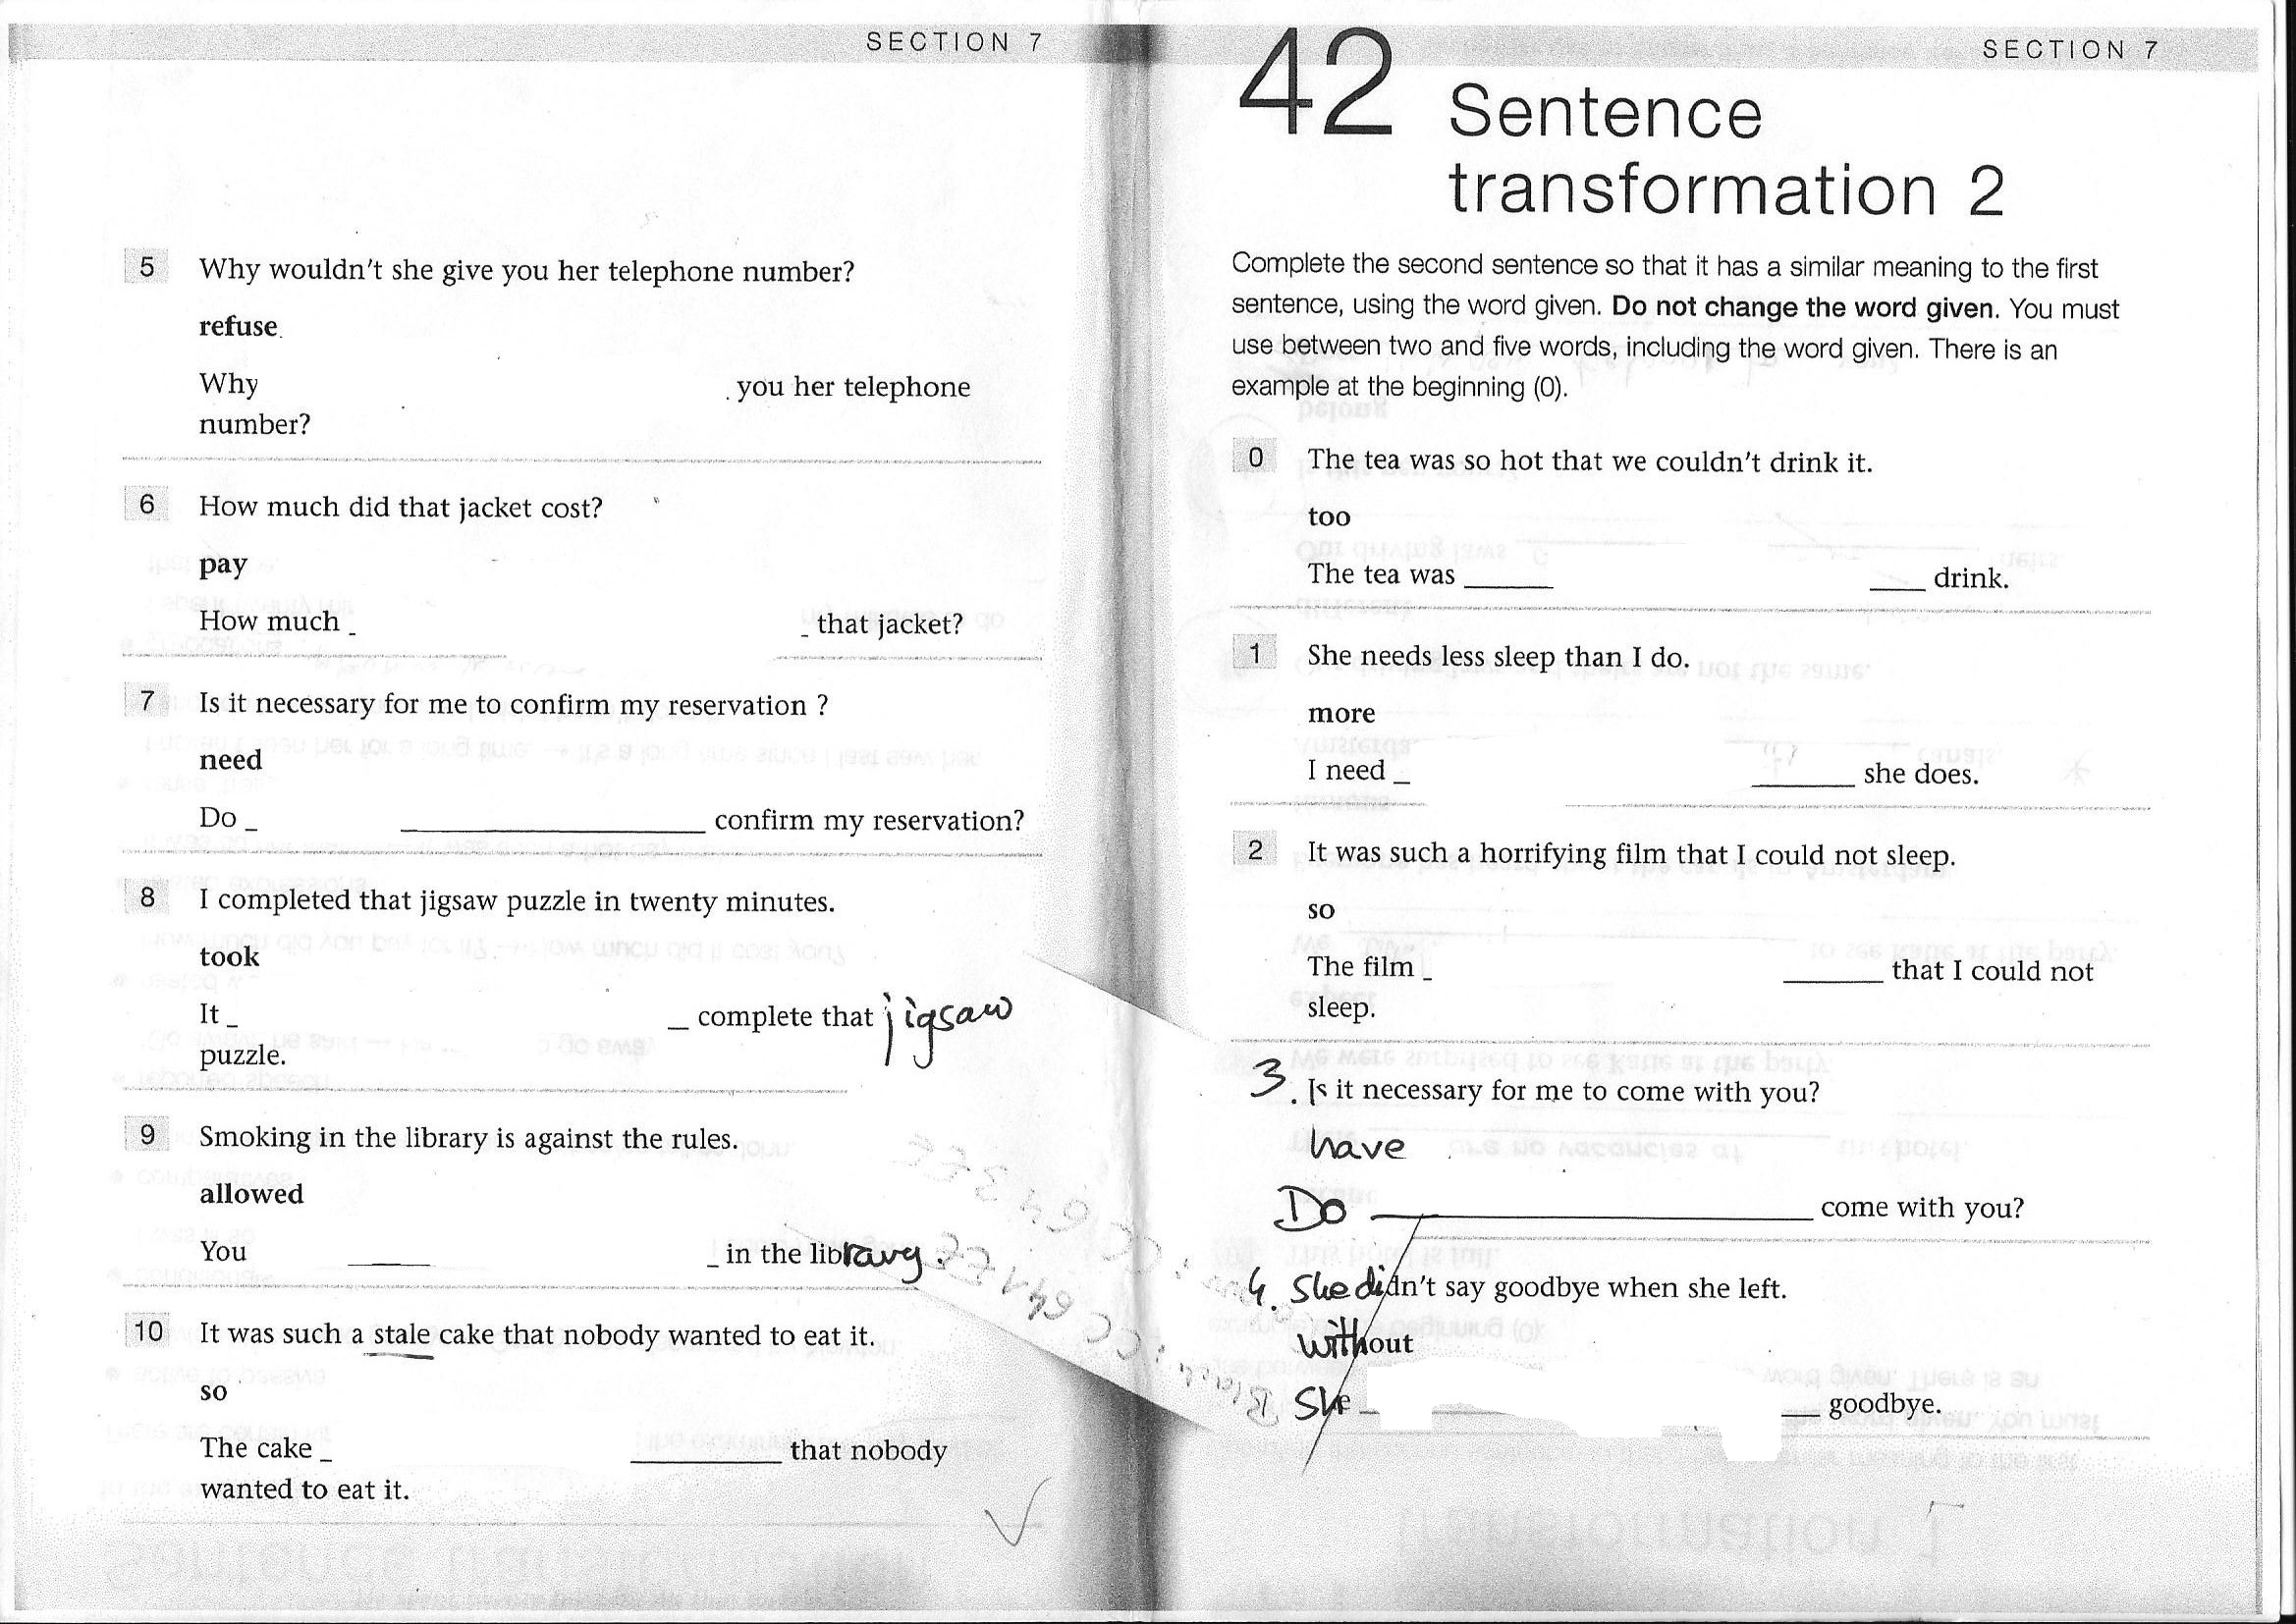 SECTION 7
5 Why wouldn't she give you her telephone number?
refuse
Why you her telephone
number?
6 How much did that jacket cost?
pay
How much _ _ that jacket?
7 Is it necessary for me to confirm my reservation ?
need
Do _ ____ confirm my reservation?
8 I completed that jigsaw puzzle in twenty minutes.
took
It _ _ complete that jigsaw
puzzle.
9 Smoking in the library is against the rules.
allowed
You ____ _ in the library.
10 It was such a stale cake that nobody wanted to eat it.
so
The cake _ ____ that nobody
wanted to eat it.
SECTION 7
42 Sentence
transformation 2
Complete the second sentence so that it has a similar meaning to the first
sentence, using the word given. Do not change the word given. You must
use between two and five words, including the word given. There is an
example at the beginning (0).
0 The tea was so hot that we couldn't drink it.
too
The tea was ____ ____ drink.
1 She needs less sleep than I do.
more
I need _ ____ she does.
2 It was such a horrifying film that I could not sleep.
so
The film _ ____ that I could not
sleep.
3. Is it necessary for me to come with you?
have
Do ____ come with you?
4. She didn't say goodbye when she left.
without
She _ ____ goodbye.